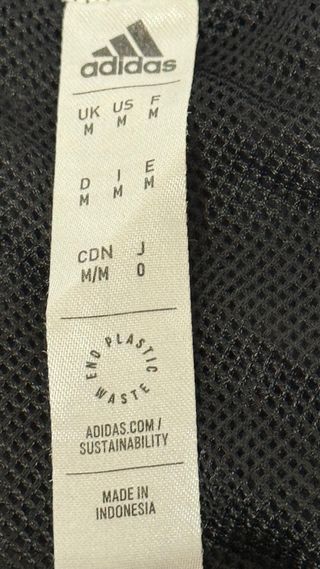 adidas
UK US F
M M M
D I E
M M M
CDN J
M/M O
END PLASTIC WASTE
ADIDAS.COM/
SUSTAINABILITY
MADE IN
INDONESIA